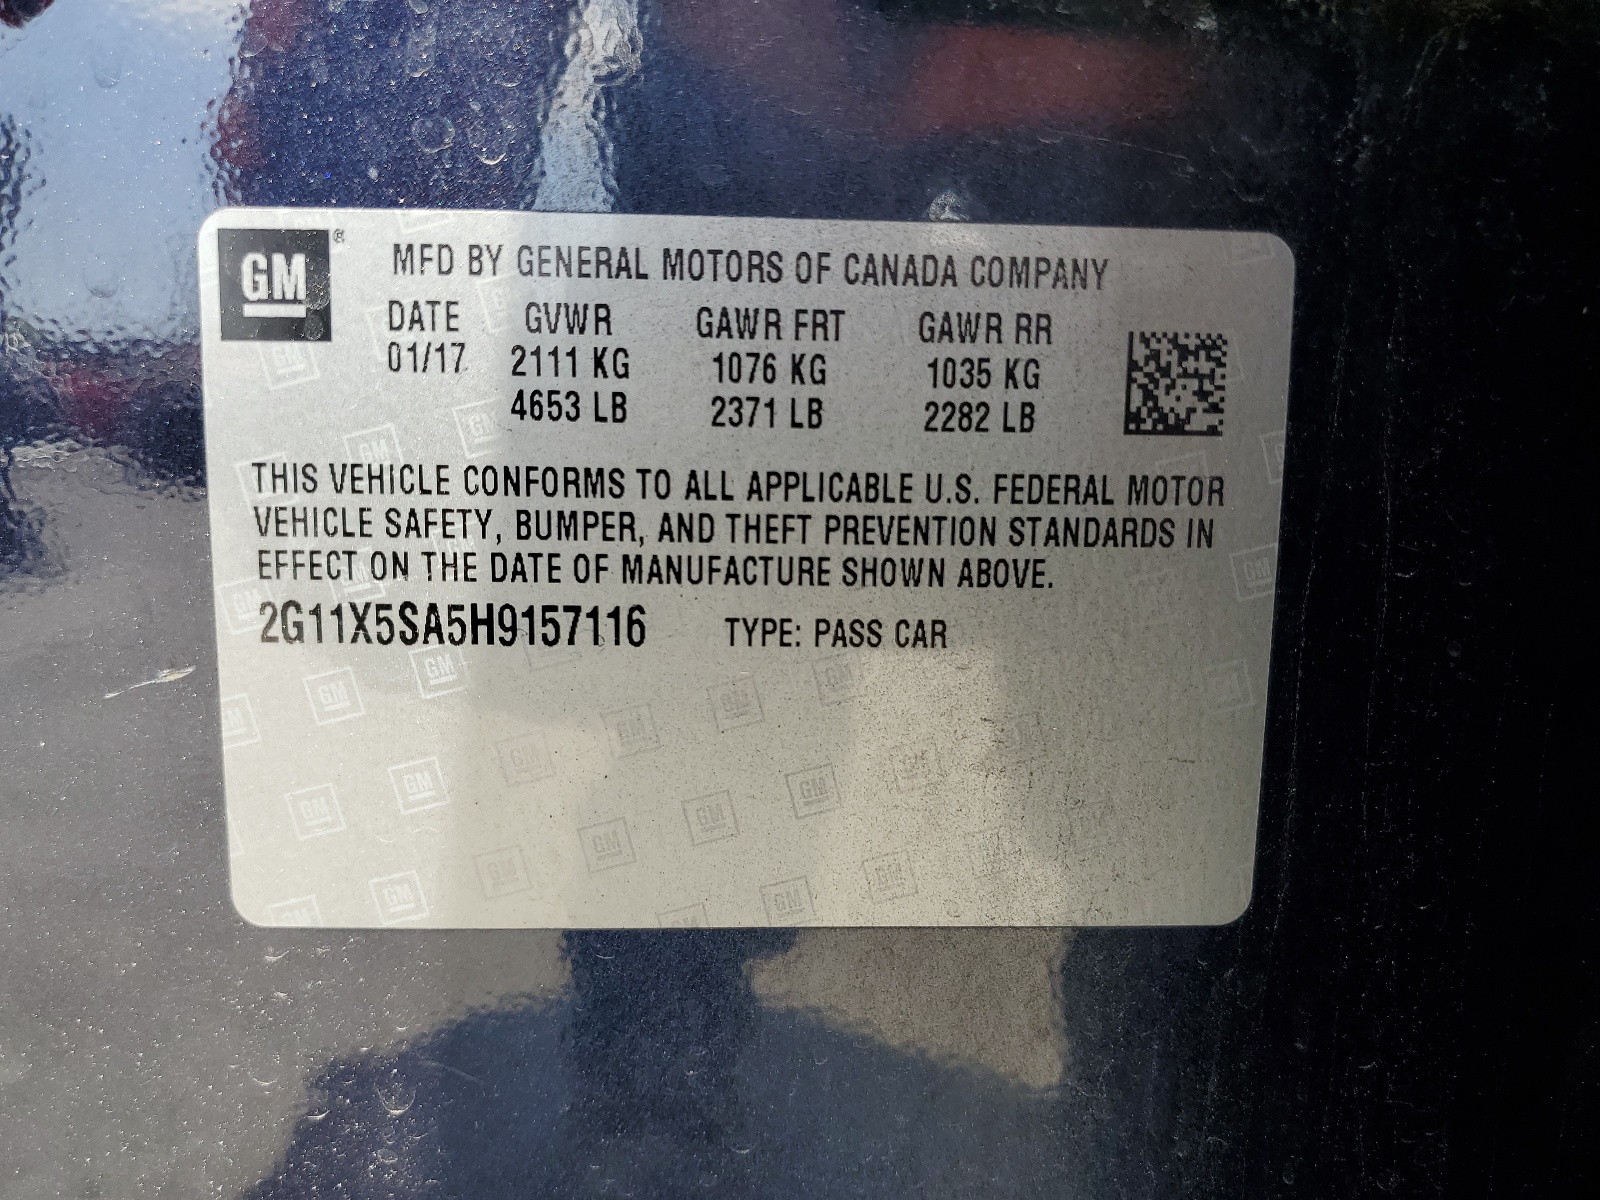 GM®
MFD BY GENERAL MOTORS OF CANADA COMPANY
DATE GVWR GAWR FRT GAWR RR
01/17 2111 KG 1076 KG 1035 KG
4653 LB 2371 LB 2282 LB
THIS VEHICLE CONFORMS TO ALL APPLICABLE U.S. FEDERAL MOTOR
VEHICLE SAFETY, BUMPER, AND THEFT PREVENTION STANDARDS IN
EFFECT ON THE DATE OF MANUFACTURE SHOWN ABOVE.
2G11X5SA5H9157116 TYPE: PASS CAR